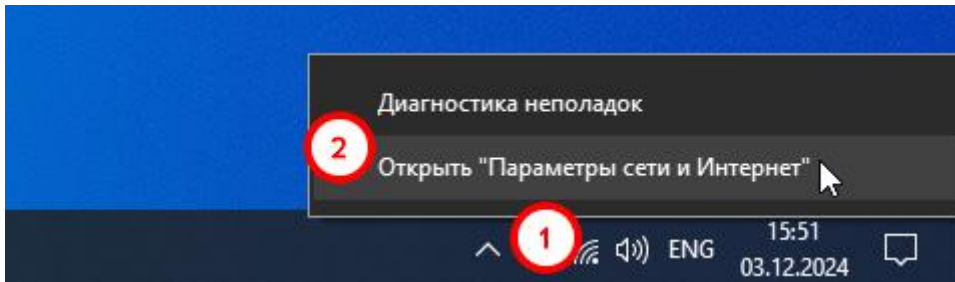 Диагностика неполадок
2
Открыть "Параметры сети и Интернет"
1
ENG
15:51
03.12.2024